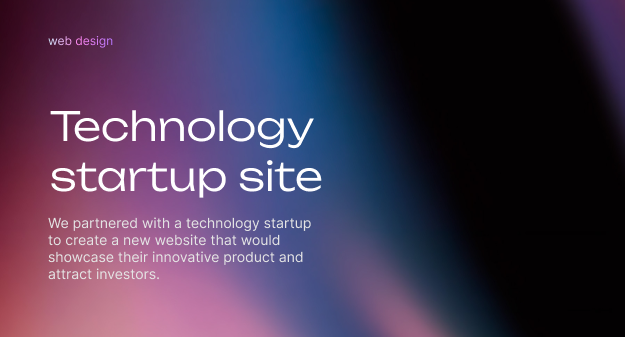 web design
Technology
startup site
We partnered with a technology startup
to create a new website that would
showcase their innovative product and
attract investors.